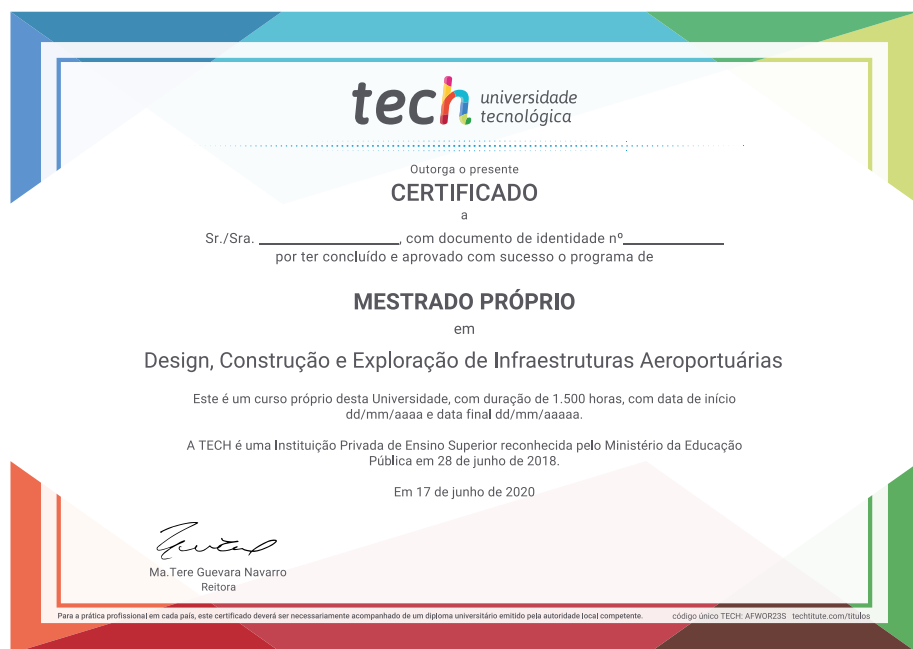 tech universidade
tecnológica
Outorga o presente
CERTIFICADO
a
Sr./Sra. ____________________, com documento de identidade nº______________
por ter concluído e aprovado com sucesso o programa de
MESTRADO PRÓPRIO
em
Design, Construção e Exploração de Infraestruturas Aeroportuárias
Este é um curso próprio desta Universidade, com duração de 1.500 horas, com data de início
dd/mm/aaaa e data final dd/mm/aaaaa.
A TECH é uma Instituição Privada de Ensino Superior reconhecida pelo Ministério da Educação
Pública em 28 de junho de 2018.
Em 17 de junho de 2020
Ma.Tere Guevara Navarro
Reitora
Para a prática profissional em cada país, este certificado deverá ser necessariamente acompanhado de um diploma universitário emitido pela autoridade local competente. código único TECH: AFWOR23S techtitute.com/titulos